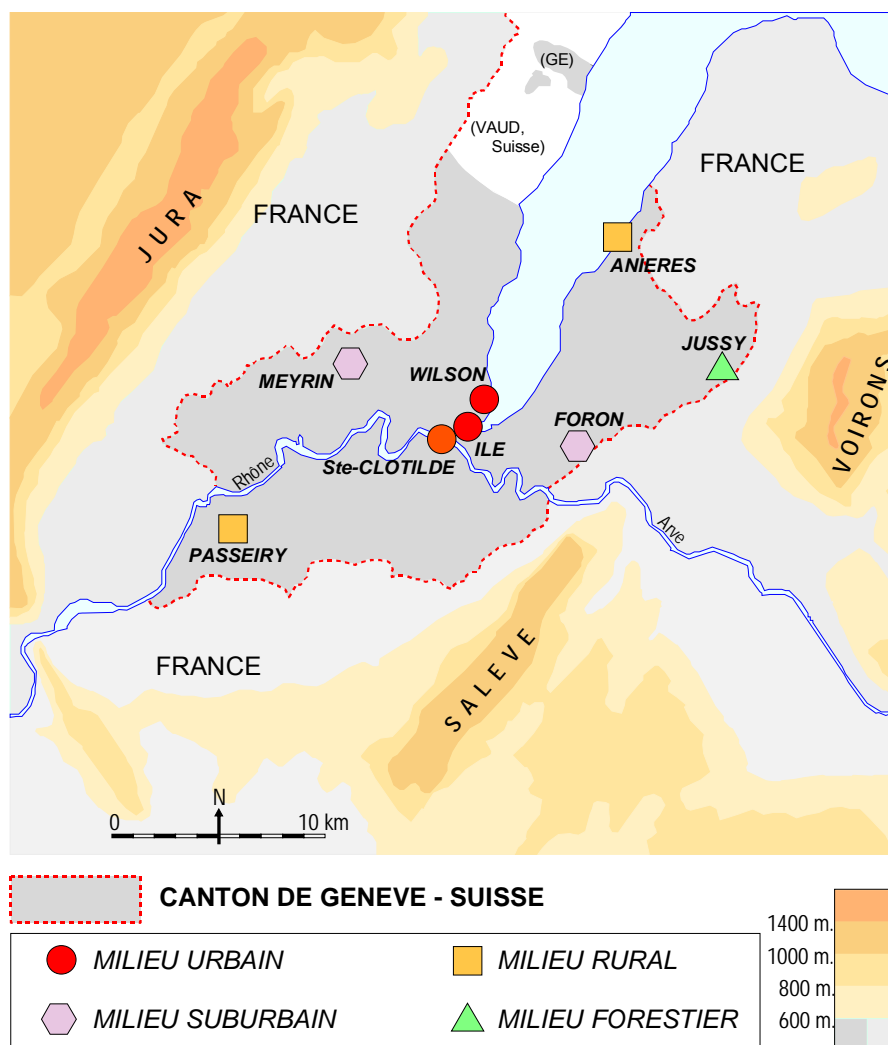 (GE)
(VAUD,
Suisse)
FRANCE
FRANCE
JURA
ANIERES
JUSSY
MEYRIN
WILSON
VOIRONS
FORON
ILE
Ste-CLOTILDE
Rhône
Arve
PASSEIRY
FRANCE
SALEVE
N
0 10 km
CANTON DE GENEVE - SUISSE
MILIEU URBAIN
MILIEU RURAL
MILIEU SUBURBAIN
MILIEU FORESTIER
1400 m.
1000 m.
800 m.
600 m.